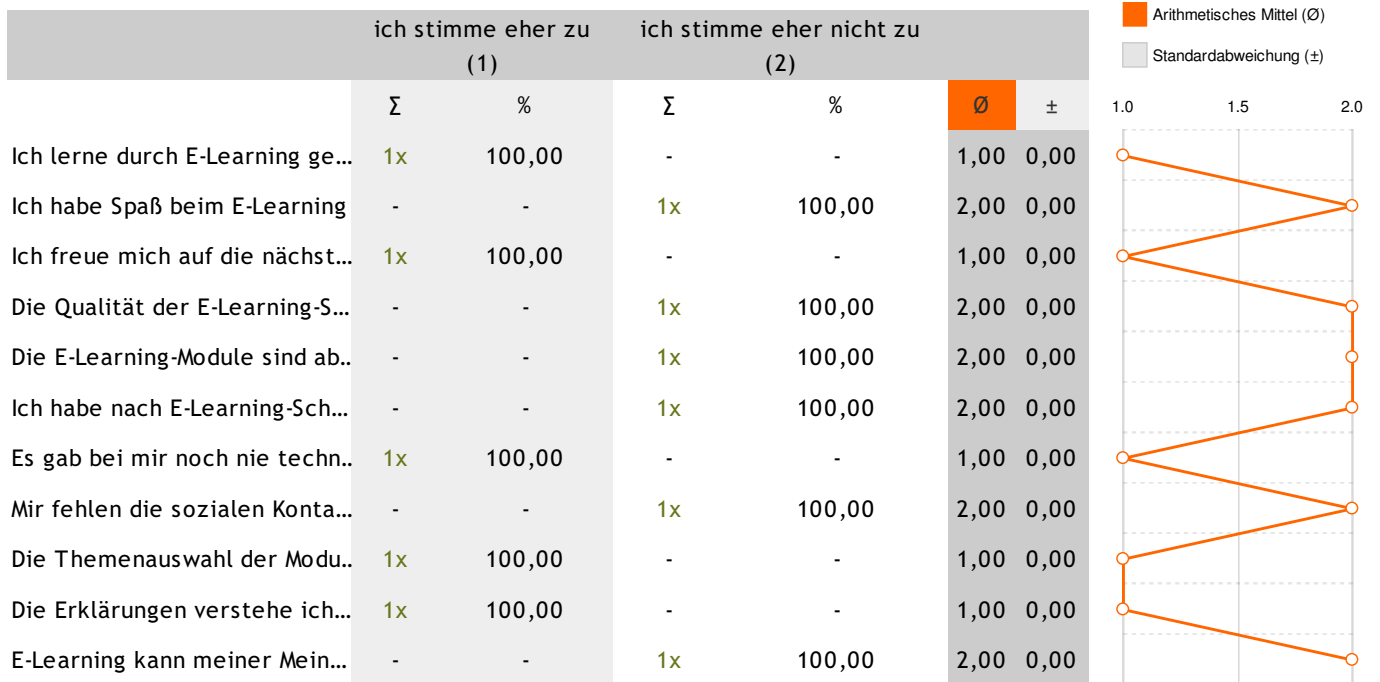 ich stimme eher zu (1) ich stimme eher nicht zu (2)
Arithmetisches Mittel (Ø)
Standardabweichung (±)
Σ % Σ % Ø ± 1.0 1.5 2.0
Ich lerne durch E-Learning ge... 1x 100,00 - - 1,00 0,00
Ich habe Spaß beim E-Learning - - 1x 100,00 2,00 0,00
Ich freue mich auf die nächst... 1x 100,00 - - 1,00 0,00
Die Qualität der E-Learning-S... - - 1x 100,00 2,00 0,00
Die E-Learning-Module sind ab.. - - 1x 100,00 2,00 0,00
Ich habe nach E-Learning-Sch... - - 1x 100,00 2,00 0,00
Es gab bei mir noch nie techn.. 1x 100,00 - - 1,00 0,00
Mir fehlen die sozialen Konta... - - 1x 100,00 2,00 0,00
Die Themenauswahl der Modu.. 1x 100,00 - - 1,00 0,00
Die Erklärungen verstehe ich... 1x 100,00 - - 1,00 0,00
E-Learning kann meiner Mein... - - 1x 100,00 2,00 0,00